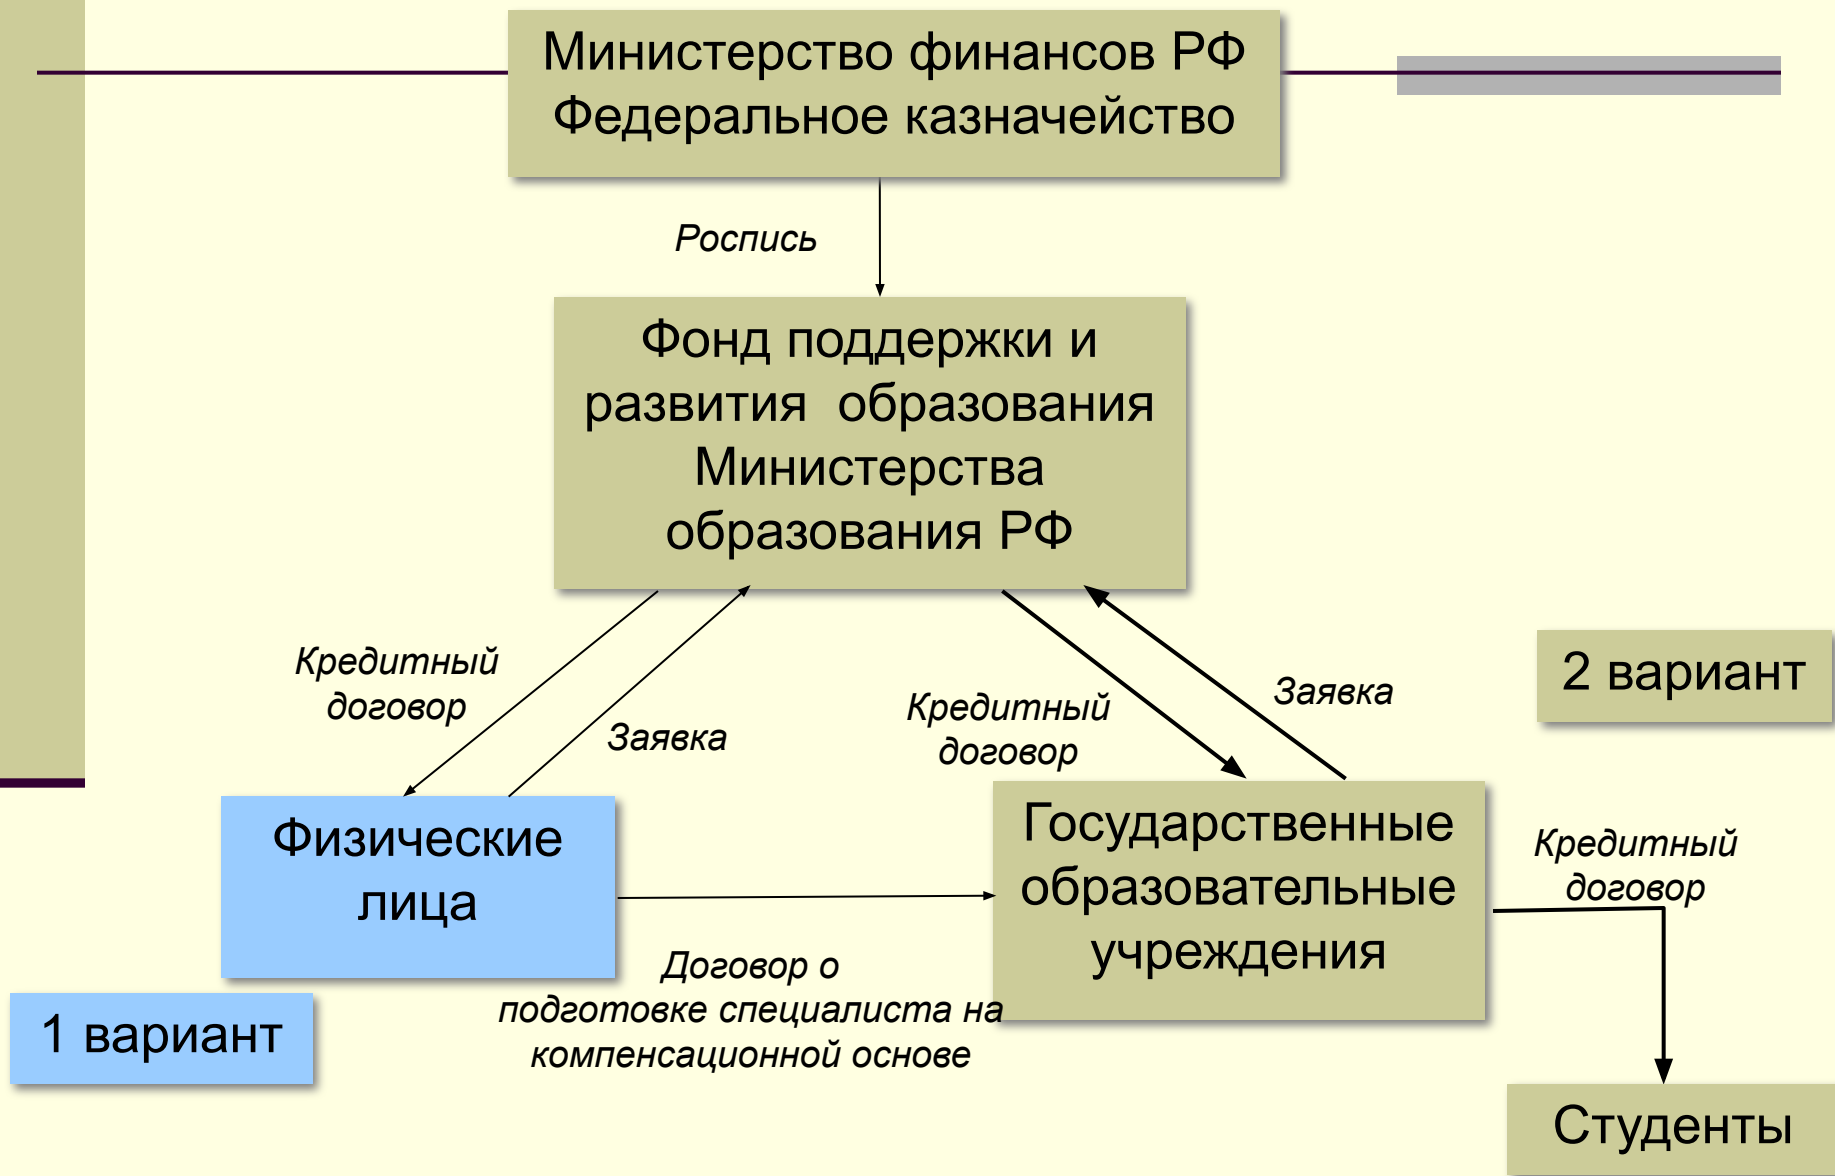 Министерство финансов РФ
Федеральное казначейство
Роспись
Фонд поддержки и
развития образования
Министерства
образования РФ
Кредитный
договор
Заявка
Кредитный
договор
Заявка
2 вариант
Физические
лица
Государственные
образовательные
учреждения
Кредитный
договор
Договор о
подготовке специалиста на
компенсационной основе
1 вариант
Студенты